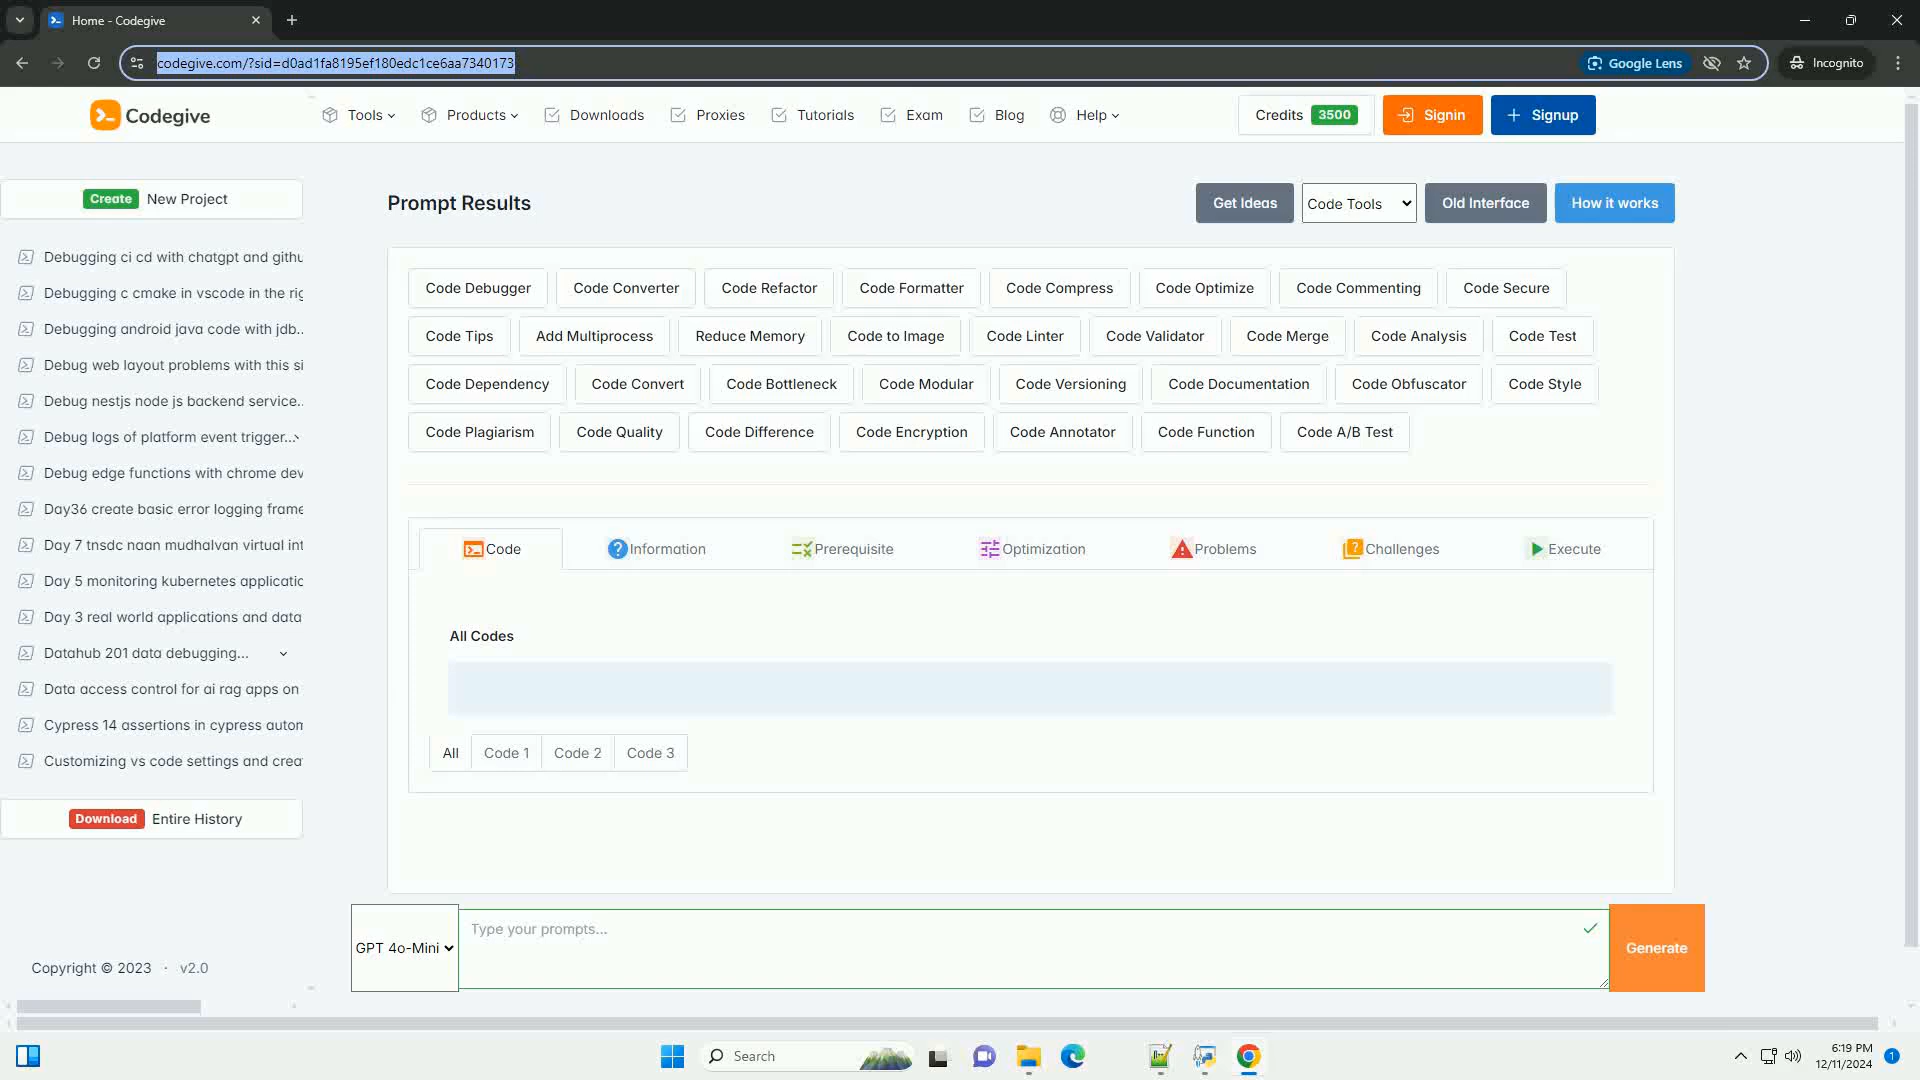 Home - Codegive
codegive.com/?sid=d0ad1fa8195ef180edc1ce6aa7340173
Google Lens
Incognito
Codegive
Tools
Products
Downloads
Proxies
Tutorials
Exam
Blog
Help
Credits 3500
Signin
Signup
Create New Project
Debugging ci cd with chatgpt and githu
Debugging c cmake in vscode in the rig
Debugging android java code with jdb...
Debug web layout problems with this si
Debug nestjs node js backend service...
Debug logs of platform event trigger...
Debug edge functions with chrome dev
Day36 create basic error logging frame
Day 7 tnsdc naan mudhalvan virtual int
Day 5 monitoring kubernetes applicatic
Day 3 real world applications and data
Datahub 201 data debugging...
Data access control for ai rag apps on
Cypress 14 assertions in cypress autom
Customizing vs code settings and crea
Download Entire History
Copyright © 2023 · v2.0
Prompt Results
Get Ideas
Code Tools
Old Interface
How it works
Code Debugger
Code Converter
Code Refactor
Code Formatter
Code Compress
Code Optimize
Code Commenting
Code Secure
Code Tips
Add Multiprocess
Reduce Memory
Code to Image
Code Linter
Code Validator
Code Merge
Code Analysis
Code Test
Code Dependency
Code Convert
Code Bottleneck
Code Modular
Code Versioning
Code Documentation
Code Obfuscator
Code Style
Code Plagiarism
Code Quality
Code Difference
Code Encryption
Code Annotator
Code Function
Code A/B Test
Code
Information
Prerequisite
Optimization
Problems
Challenges
Execute
All Codes
All
Code 1
Code 2
Code 3
GPT 4o-Mini
Type your prompts...
Generate
Search
6:19 PM
12/11/2024
1